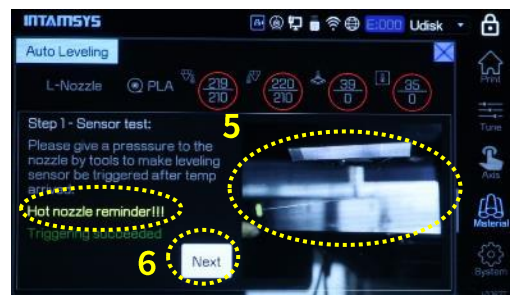 INTAMSYS E:000 Udisk
Auto Leveling
L-Nozzle PLA 219 220 39 35
210 210 0 0
Print
Step 1 - Sensor test:
5
Please give a presssure to the
nozzle by tools to make leveling
sensor be triggered after temp
arrived.
Tune
Axis
Hot nozzle reminder!!!
Triggering succeeded
Material
6 Next
System